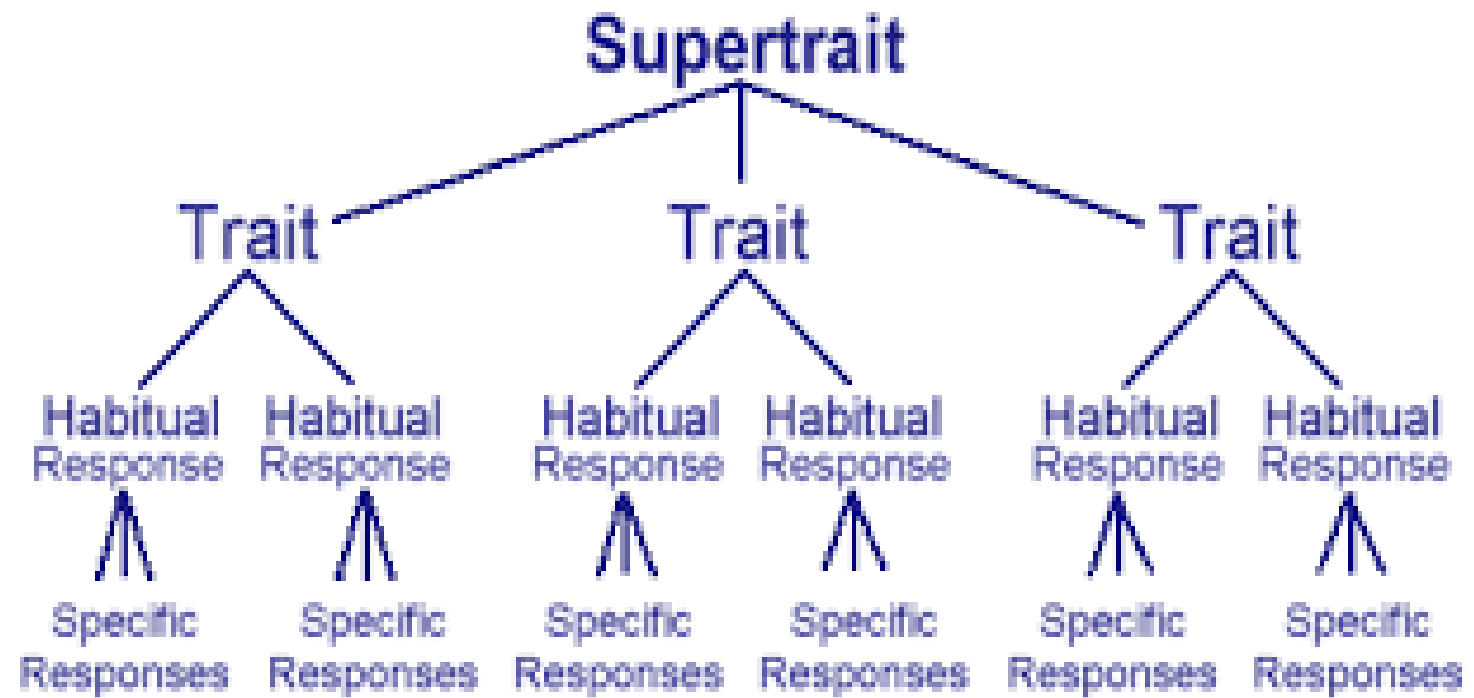 Supertrait
Trait Trait Trait
Habitual Habitual Habitual Habitual Habitual Habitual
Response Response Response Response Response Response
Specific Specific Specific Specific Specific Specific
Responses Responses Responses Responses Responses Responses